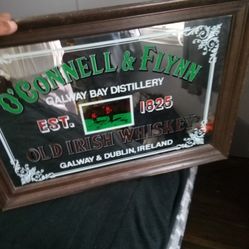 O'CONNELL & FLYNN
GALWAY BAY DISTILLERY
EST. 1825
OLD IRISH WHISKEY
GALWAY & DUBLIN, IRELAND